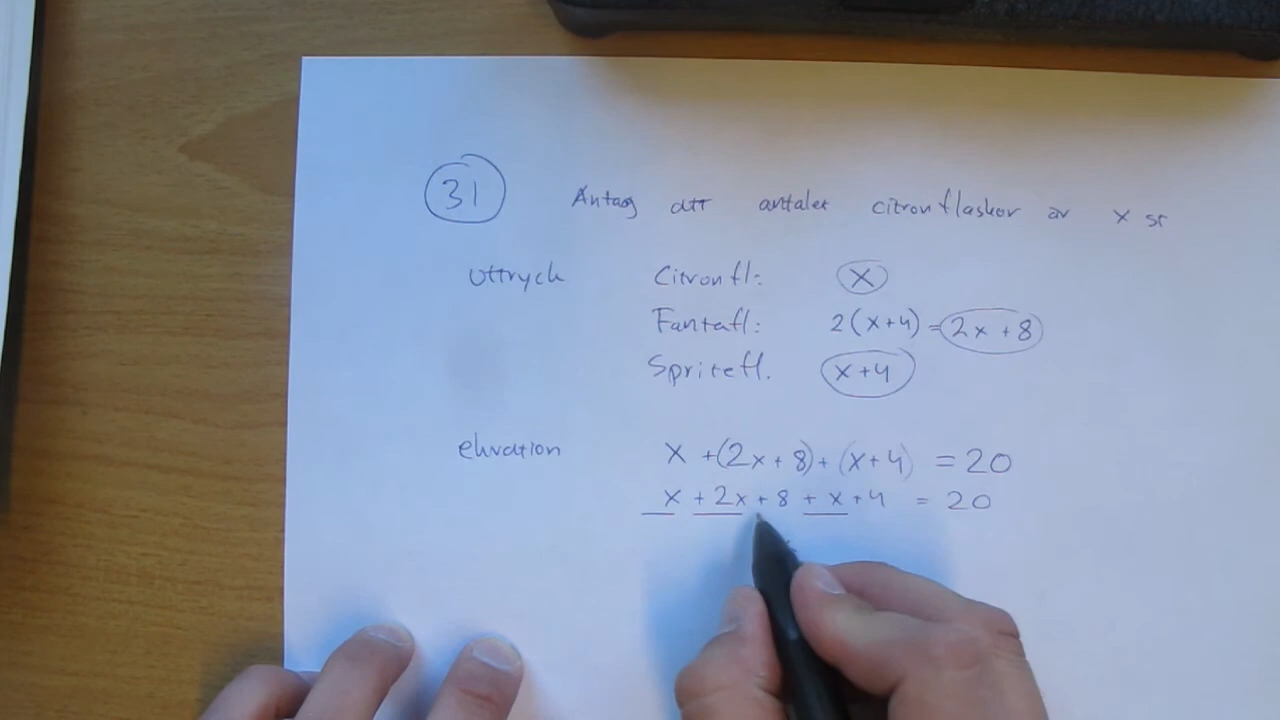 31 Antag att antalet citronflaskor är x st
Uttryck Citronfl: x
Fantafl: 2(x+4) = 2x+8
Spritefl. x+4
ekvation x +(2x+8)+(x+4) = 20
x + 2x + 8 + x + 4 = 20